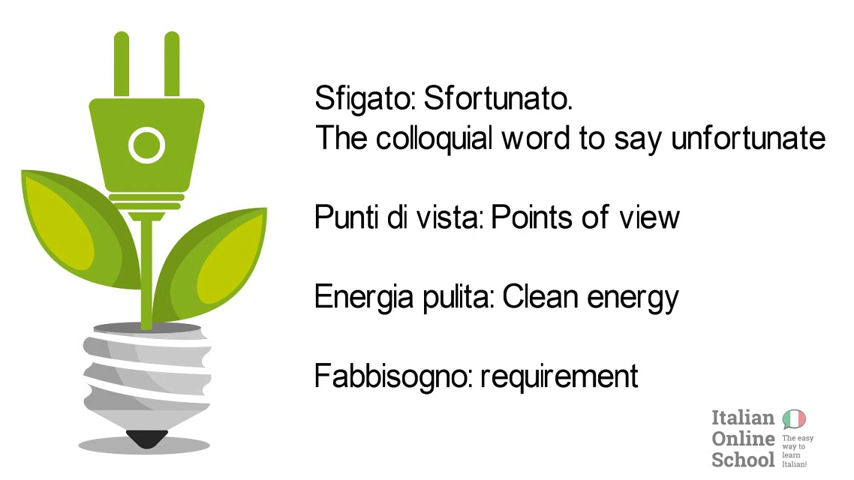 Sfigato: Sfortunato.
The colloquial word to say unfortunate
Punti di vista: Points of view
Energia pulita: Clean energy
Fabbisogno: requirement
Italian
Online
School
The easy
way to
learn
Italian!